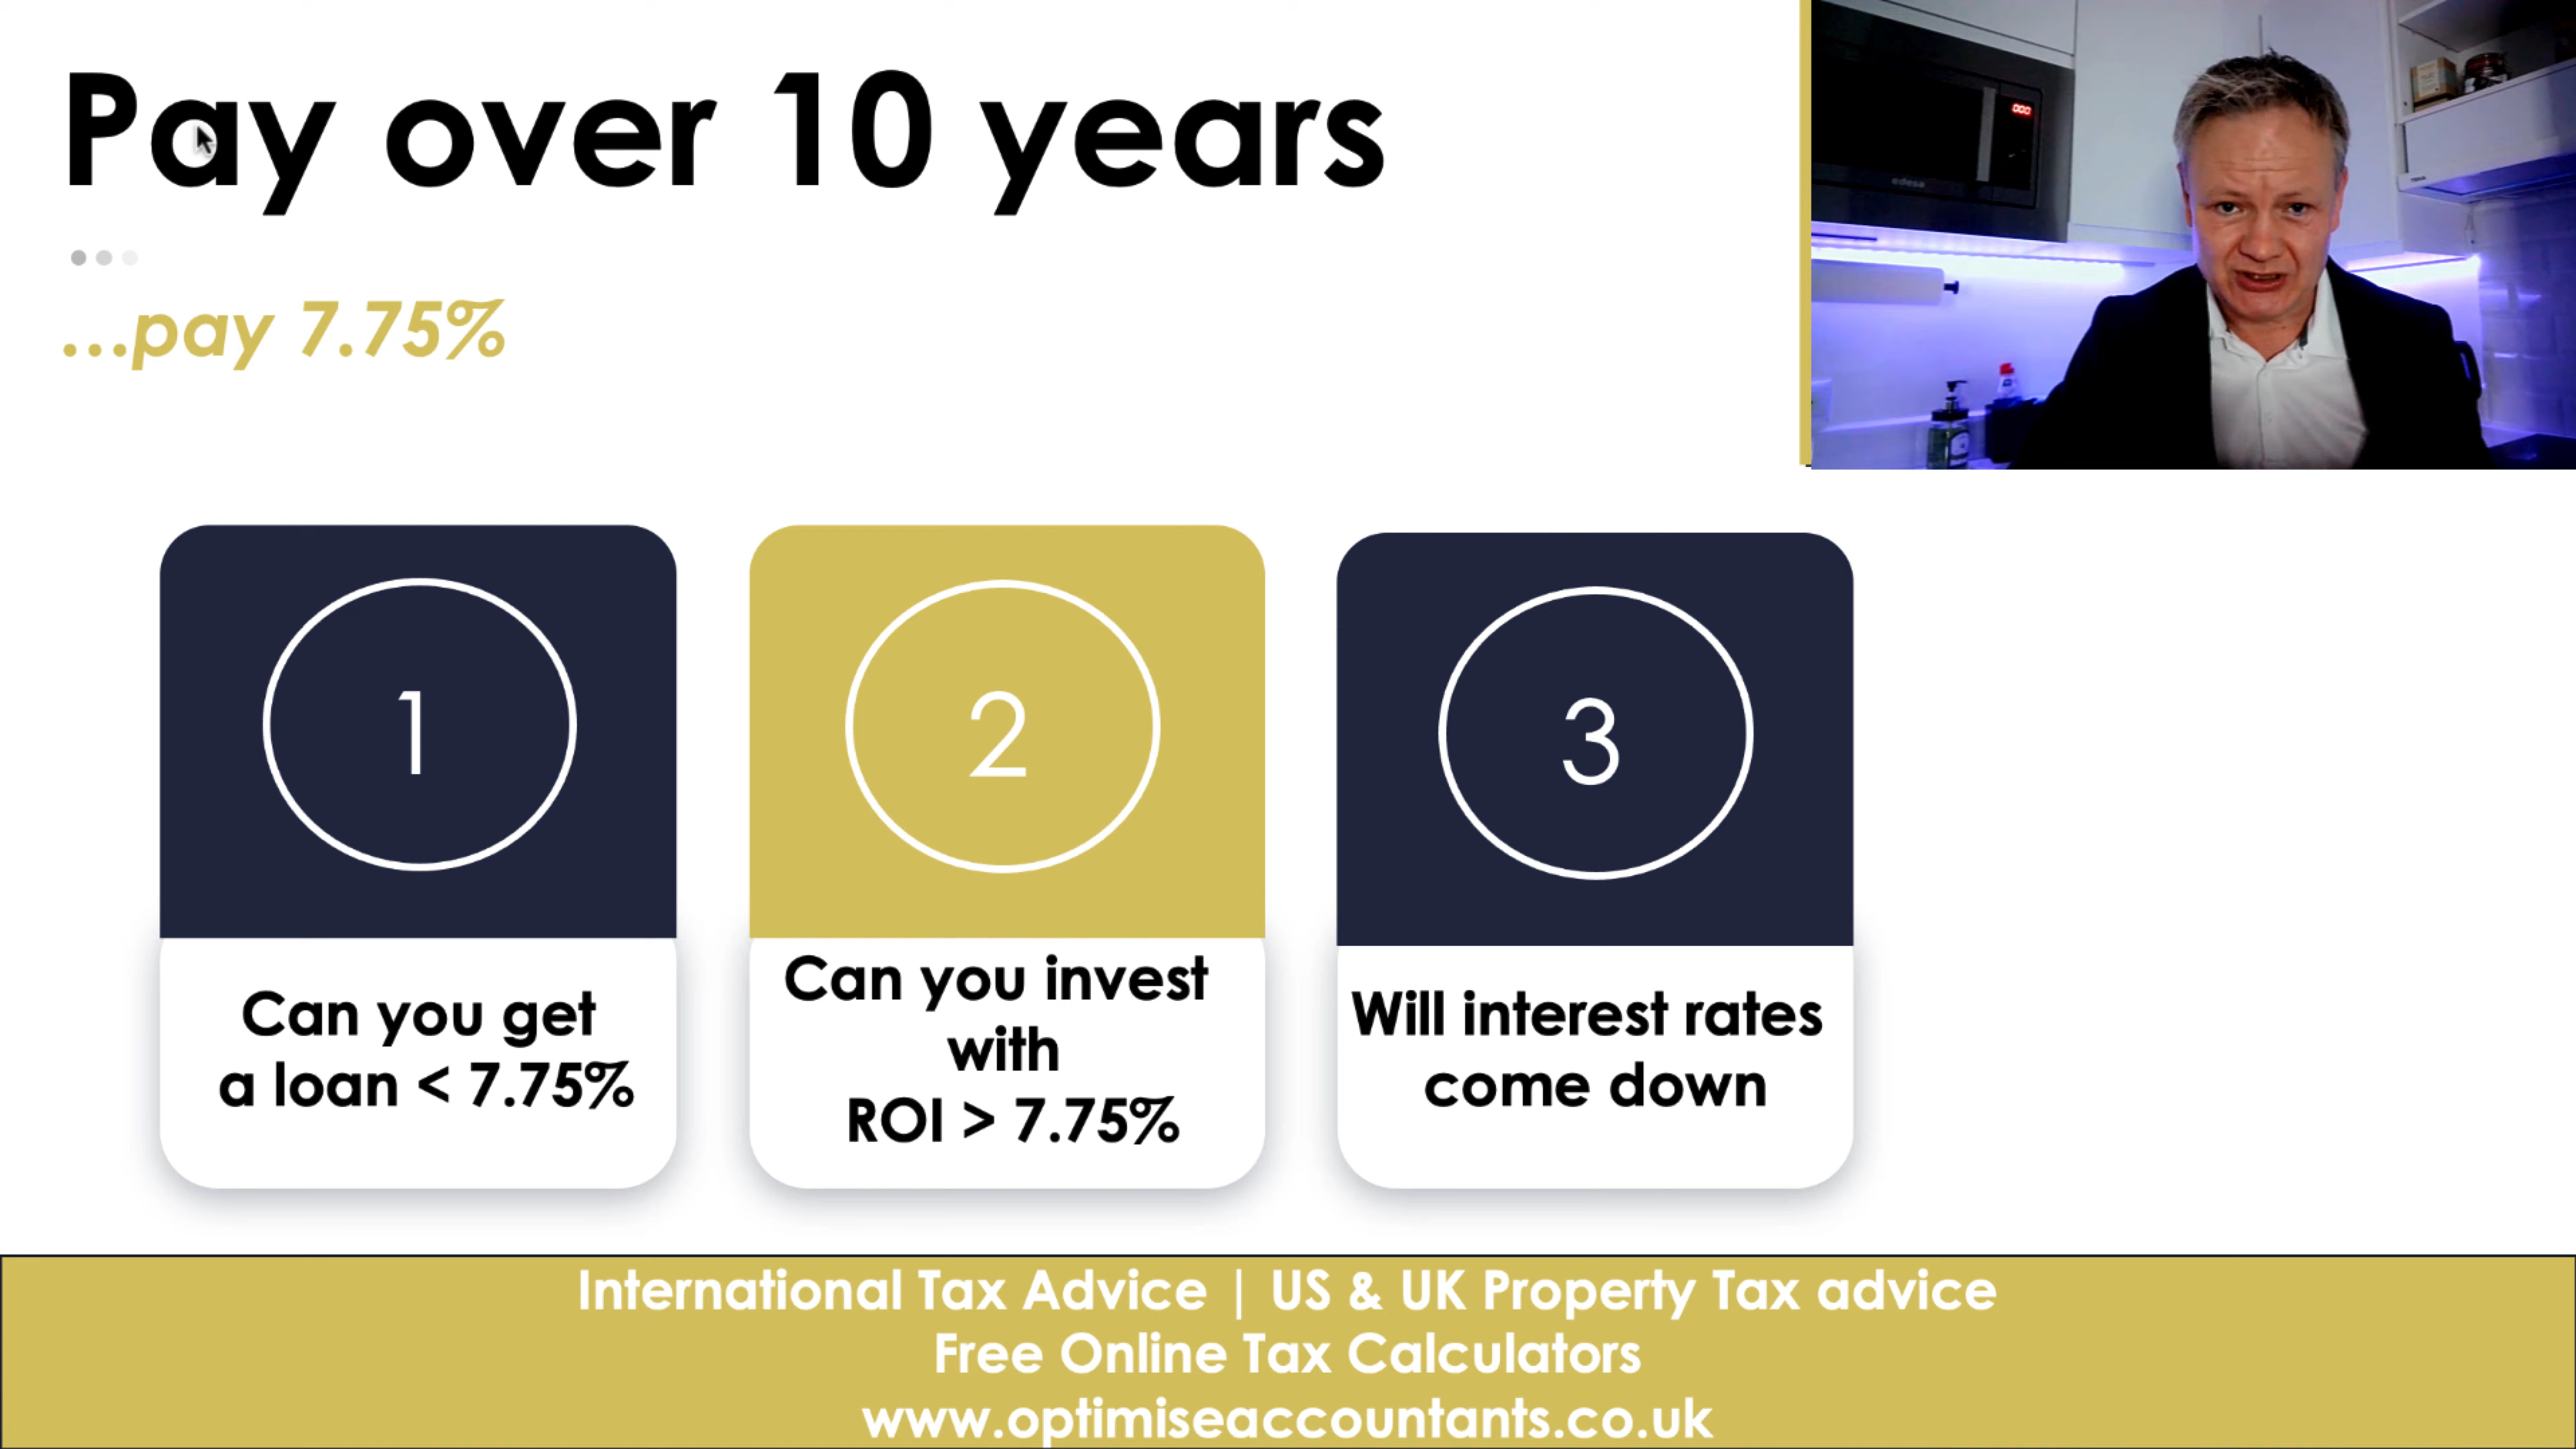 Pay over 10 years
...pay 7.75%
1
2
3
Can you get
a loan < 7.75%
Can you invest
with
ROI > 7.75%
Will interest rates
come down
International Tax Advice | US & UK Property Tax advice
Free Online Tax Calculators
www.optimiseaccountants.co.uk
edesa
000